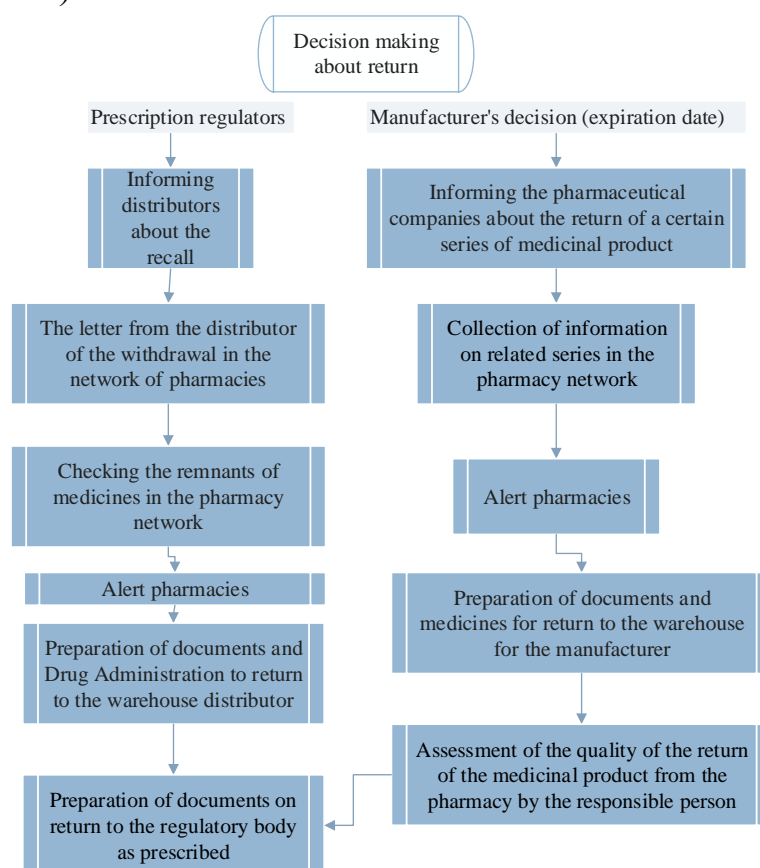 Decision making
about return
Prescription regulators
Manufacturer's decision (expiration date)
Informing
distributors
about the
recall
Informing the pharmaceutical
companies about the return of a certain
series of medicinal product
The letter from the distributor
of the withdrawal in the
network of pharmacies
Collection of information
on related series in the
pharmacy network
Checking the remnants of
medicines in the pharmacy
network
Alert pharmacies
Alert pharmacies
Preparation of documents and
medicines for return to the warehouse
for the manufacturer
Preparation of documents and
Drug Administration to return
to the warehouse distributor
Assessment of the quality of the return
of the medicinal product from the
pharmacy by the responsible person
Preparation of documents on
return to the regulatory body
as prescribed